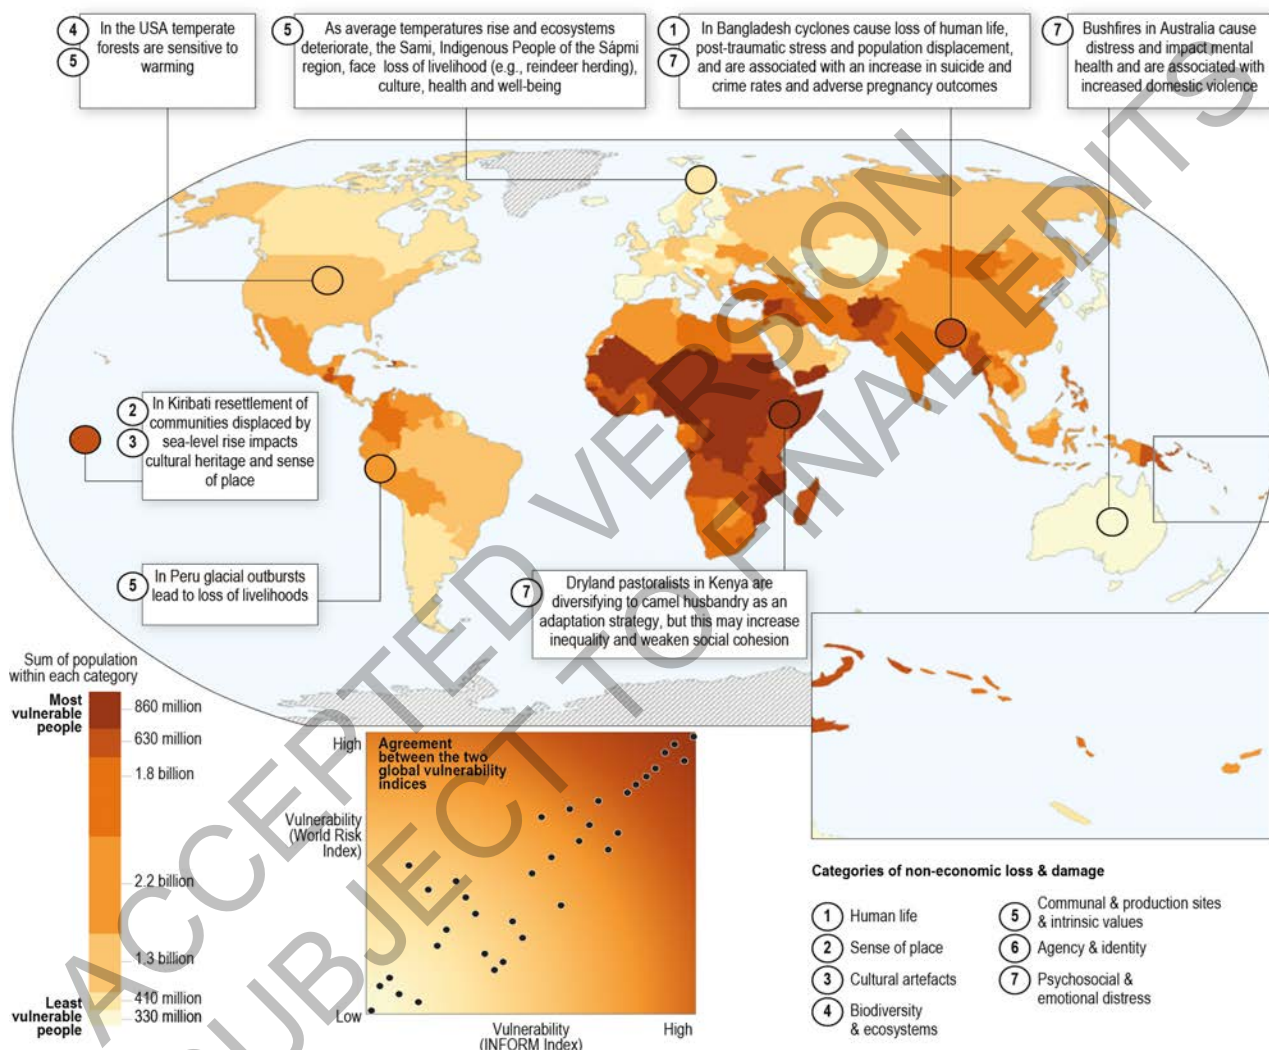 4
5
In the USA temperate
forests are sensitive to
warming
5
As average temperatures rise and ecosystems
deteriorate, the Sami, Indigenous People of the Sápmi
region, face loss of livelihood (e.g., reindeer herding),
culture, health and well-being
1
7
In Bangladesh cyclones cause loss of human life,
post-traumatic stress and population displacement,
and are associated with an increase in suicide and
crime rates and adverse pregnancy outcomes
7
Bushfires in Australia cause
distress and impact mental
health and are associated with
increased domestic violence
2
3
In Kiribati resettlement of
communities displaced by
sea-level rise impacts
cultural heritage and sense
of place
5
In Peru glacial outbursts
lead to loss of livelihoods
7
Dryland pastoralists in Kenya are
diversifying to camel husbandry as an
adaptation strategy, but this may increase
inequality and weaken social cohesion
Sum of population
within each category
Most
vulnerable
people
860 million
630 million
1.8 billion
2.2 billion
1.3 billion
410 million
330 million
Least
vulnerable
people
Agreement
between the two
global vulnerability
indices
High
Vulnerability
(World Risk
Index)
Low
Vulnerability
(INFORM Index)
High
Categories of non-economic loss & damage
1 Human life
2 Sense of place
3 Cultural artefacts
4 Biodiversity
& ecosystems
5 Communal & production sites
& intrinsic values
6 Agency & identity
7 Psychosocial &
emotional distress
ACCEPTED VERSION
SUBJECT TO FINAL EDITS